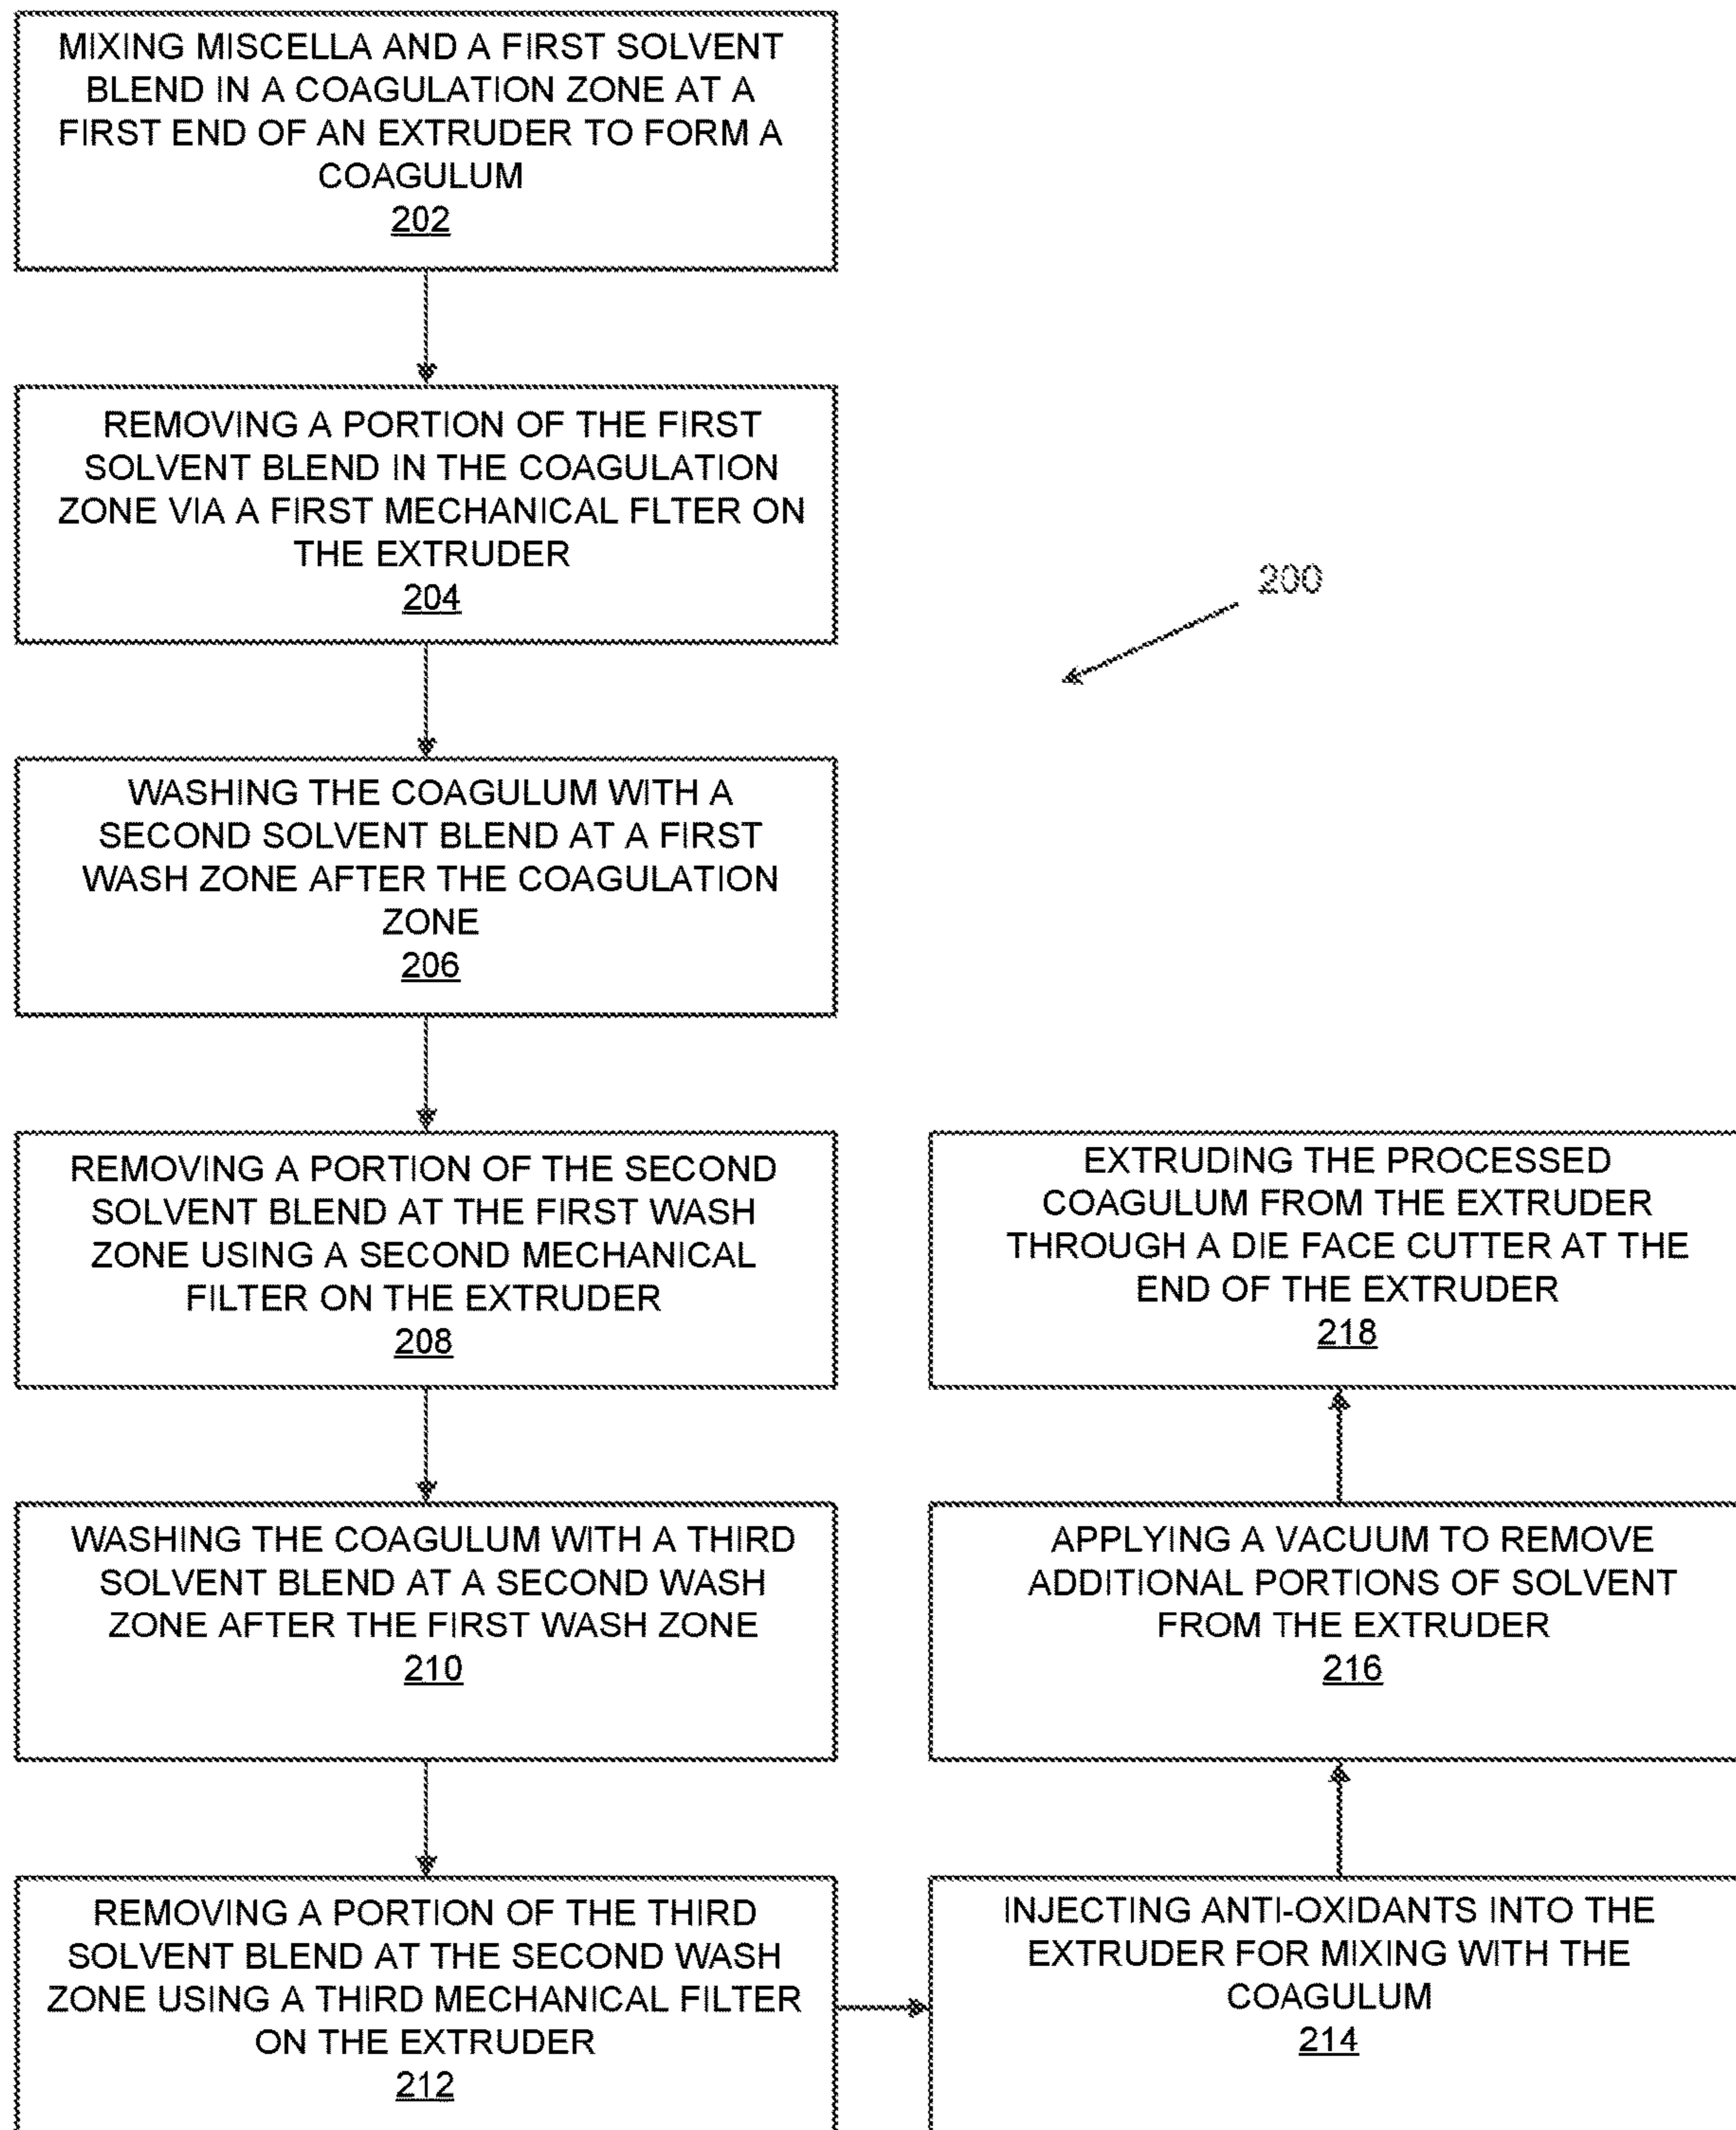 MIXING MISCELLA AND A FIRST SOLVENT
BLEND IN A COAGULATION ZONE AT A
FIRST END OF AN EXTRUDER TO FORM A
COAGULUM
202
REMOVING A PORTION OF THE FIRST
SOLVENT BLEND IN THE COAGULATION
ZONE VIA A FIRST MECHANICAL FLTER ON
THE EXTRUDER
204
200
WASHING THE COAGULUM WITH A
SECOND SOLVENT BLEND AT A FIRST
WASH ZONE AFTER THE COAGULATION
ZONE
206
REMOVING A PORTION OF THE SECOND
SOLVENT BLEND AT THE FIRST WASH
ZONE USING A SECOND MECHANICAL
FILTER ON THE EXTRUDER
208
WASHING THE COAGULUM WITH A THIRD
SOLVENT BLEND AT A SECOND WASH
ZONE AFTER THE FIRST WASH ZONE
210
REMOVING A PORTION OF THE THIRD
SOLVENT BLEND AT THE SECOND WASH
ZONE USING A THIRD MECHANICAL FILTER
ON THE EXTRUDER
212
INJECTING ANTI-OXIDANTS INTO THE
EXTRUDER FOR MIXING WITH THE
COAGULUM
214
APPLYING A VACUUM TO REMOVE
ADDITIONAL PORTIONS OF SOLVENT
FROM THE EXTRUDER
216
EXTRUDING THE PROCESSED
COAGULUM FROM THE EXTRUDER
THROUGH A DIE FACE CUTTER AT THE
END OF THE EXTRUDER
218